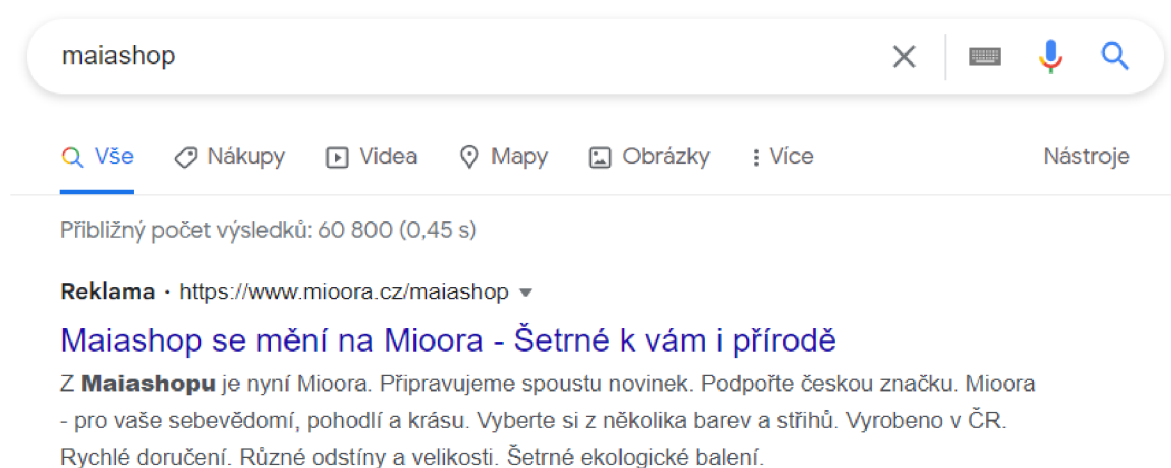 maiashop
Vše Nákupy Videa Mapy Obrázky Více Nástroje
Přibližný počet výsledků: 60 800 (0,45 s)
Reklama · https://www.mioora.cz/maiashop
Maiashop se mění na Mioora - Šetrné k vám i přírodě
Z Maiashopu je nyní Mioora. Připravujeme spoustu novinek. Podpořte českou značku. Mioora
- pro vaše sebevědomí, pohodlí a krásu. Vyberte si z několika barev a střihů. Vyrobeno v ČR.
Rychlé doručení. Různé odstíny a velikosti. Šetrné ekologické balení.